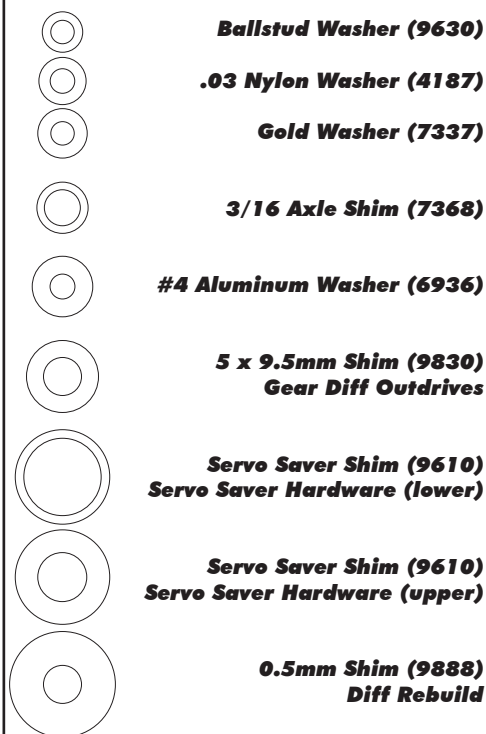 Ballstud Washer (9630)
.03 Nylon Washer (4187)
Gold Washer (7337)
3/16 Axle Shim (7368)
#4 Aluminum Washer (6936)
5 x 9.5mm Shim (9830)
Gear Diff Outdrives
Servo Saver Shim (9610)
Servo Saver Hardware (lower)
Servo Saver Shim (9610)
Servo Saver Hardware (upper)
0.5mm Shim (9888)
Diff Rebuild